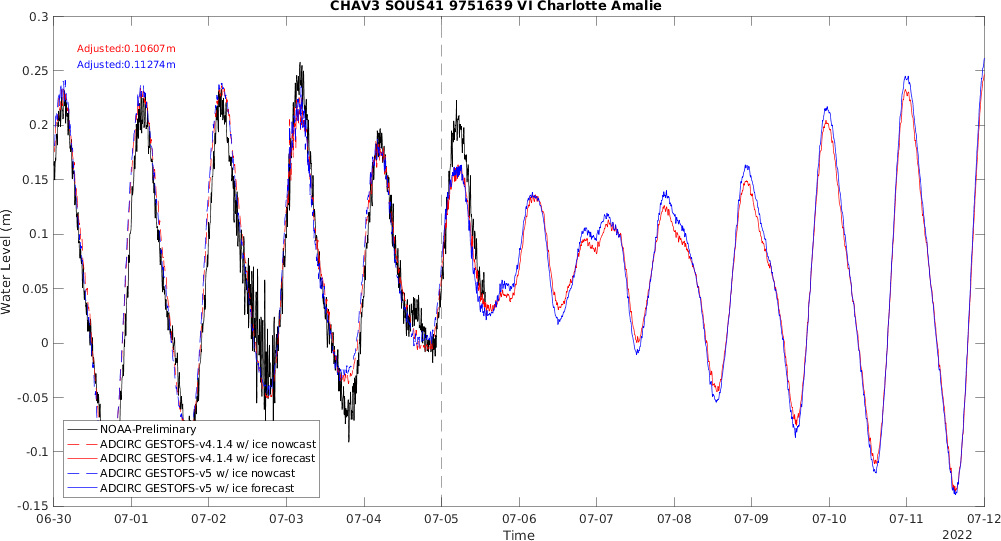 CHAV3 SOUS41 9751639 VI Charlotte Amalie
0.3
Adjusted:0.10607m
Adjusted:0.11274m
0.25
0.2
0.15
0.1
0.05
0
-0.05
-0.1
-0.15
Water Level (m)
NOAA-Preliminary
ADCIRC GESTOFS-v4.1.4 w/ ice nowcast
ADCIRC GESTOFS-v4.1.4 w/ ice forecast
ADCIRC GESTOFS-v5 w/ ice nowcast
ADCIRC GESTOFS-v5 w/ ice forecast
06-30 07-01 07-02 07-03 07-04 07-05 07-06 07-07 07-08 07-09 07-10 07-11 07-12
Time
2022